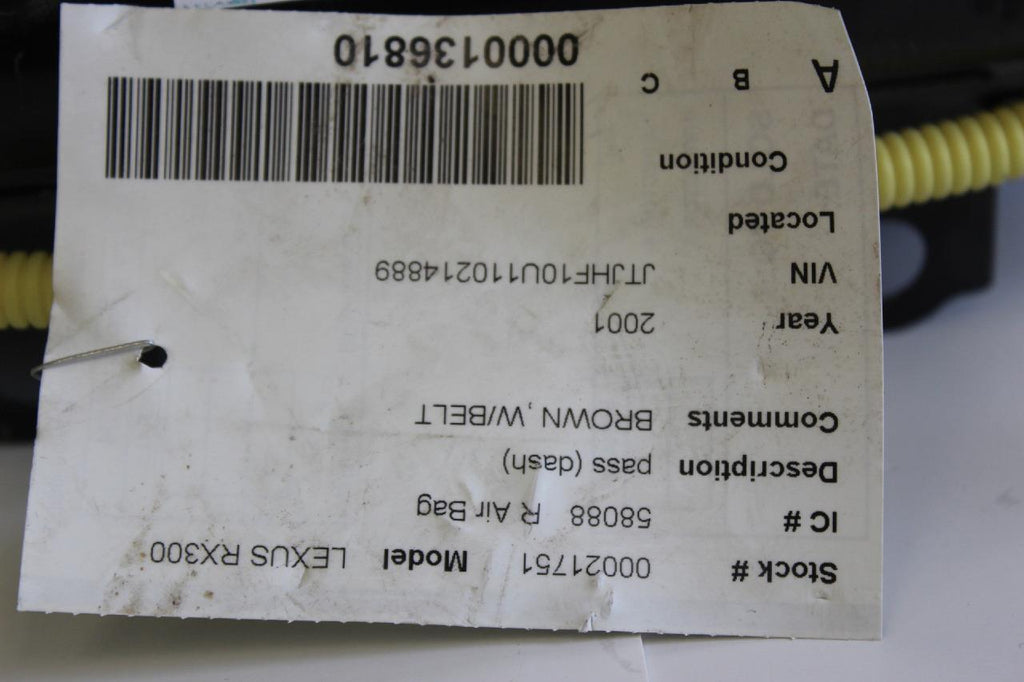 Stock # 00021751 Model LEXUS RX300
IC # 58088 R Air Bag
Description pass (dash)
Comments BROWN, W/BELT
Year 2001
VIN JTJHF10U110214889
Located
Condition
A B C
0000136810